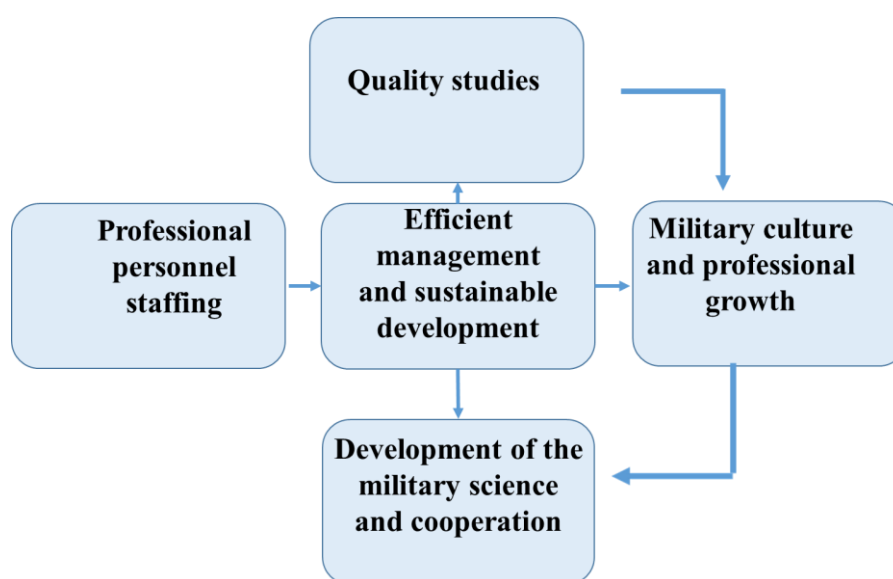 Quality studies
Professional
personnel
staffing
Efficient
management
and sustainable
development
Military culture
and professional
growth
Development of the
military science
and cooperation